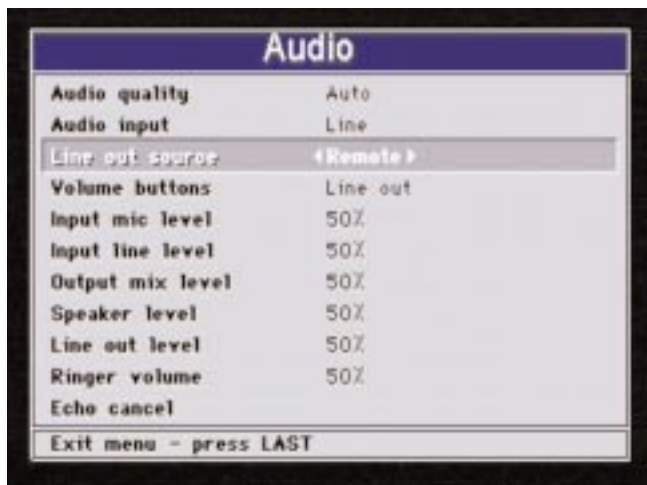 Audio
Audio quality Auto
Audio input Line
Line out source Remote
Volume buttons Line out
Input mic level 50%
Input line level 50%
Output mix level 50%
Speaker level 50%
Line out level 50%
Ringer volume 50%
Echo cancel
Exit menu - press LAST